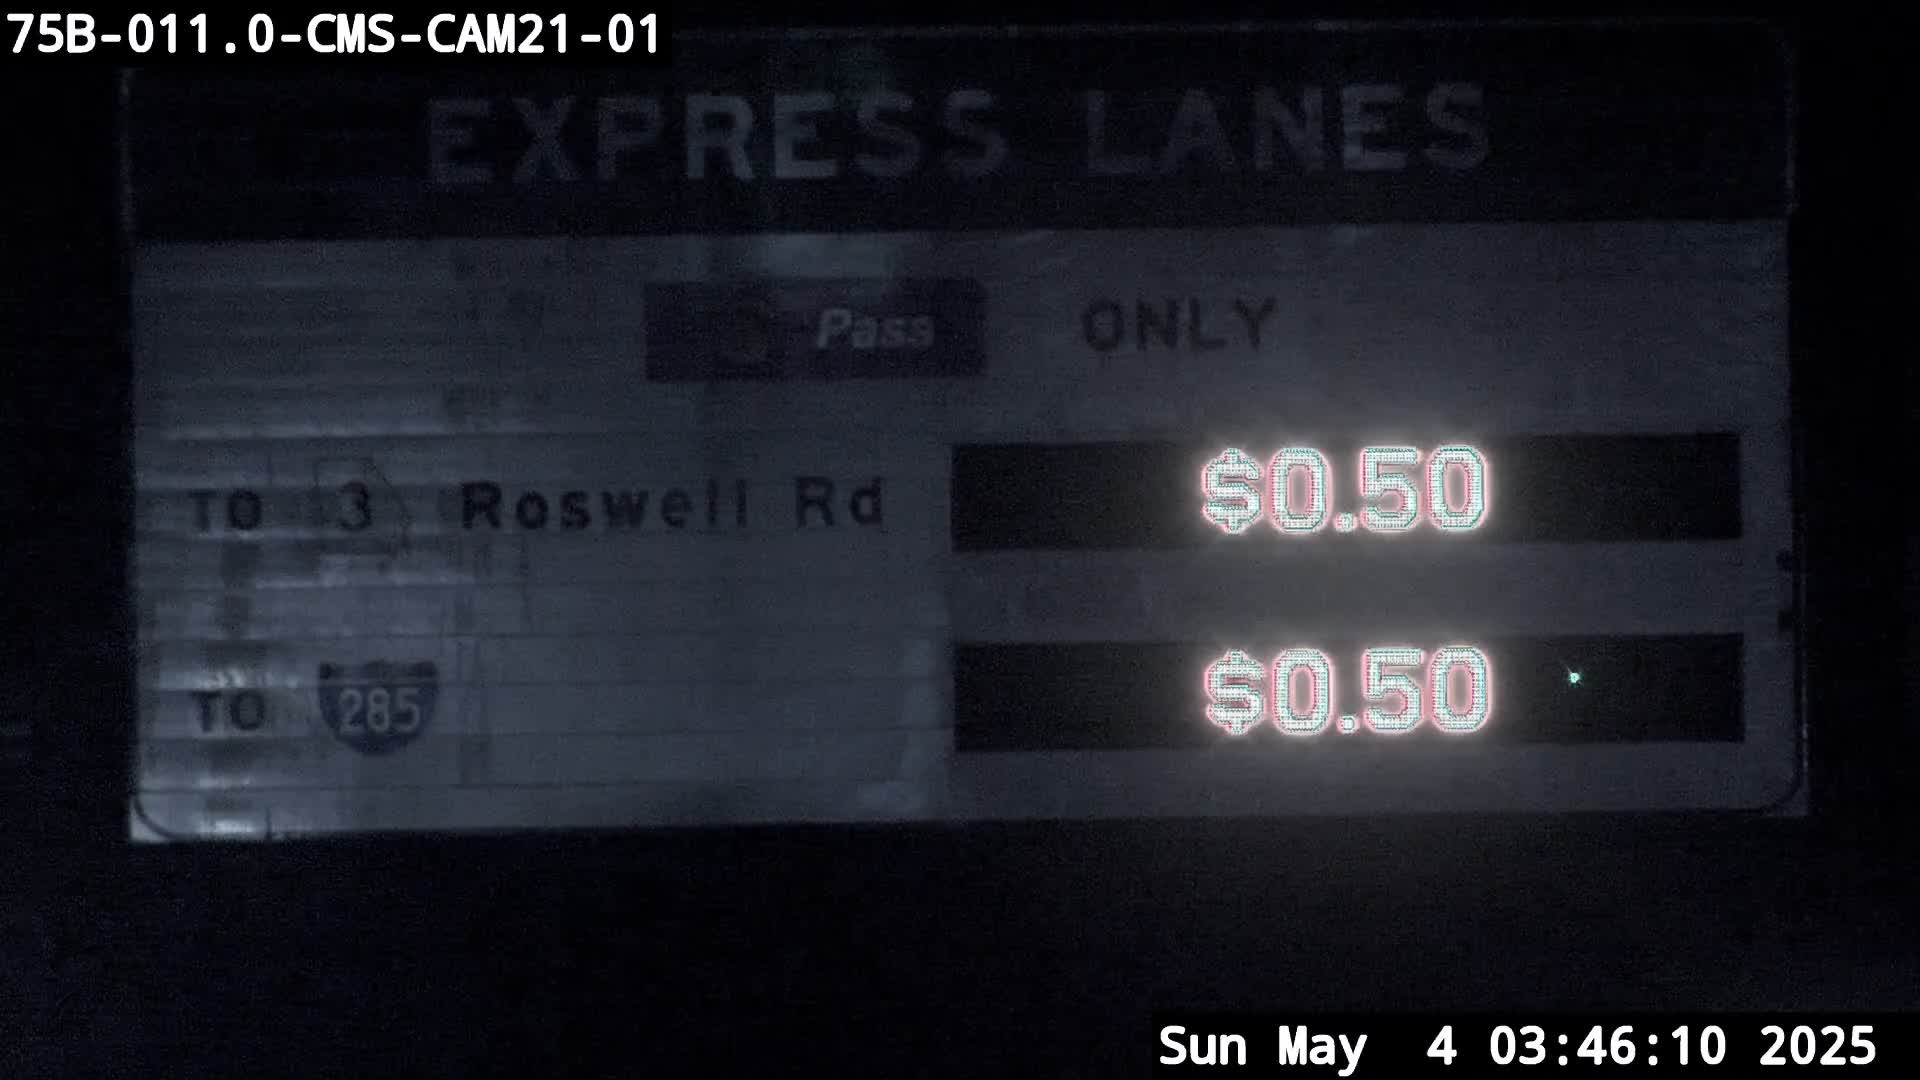 75B-011.0-CMS-CAM21-01
EXPRESS LANES
Pass ONLY
TO 3 Roswell Rd $0.50
TO 285 $0.50
Sun May 4 03:46:10 2025